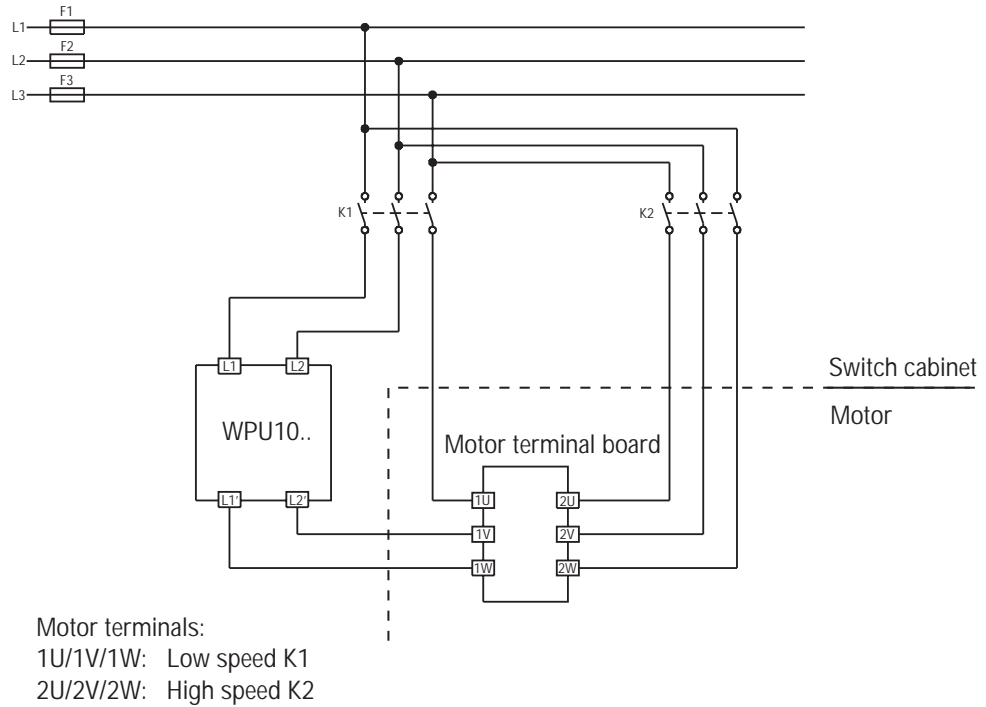 F1
L1
F2
L2
F3
L3
K1
K2
L1
L2
Switch cabinet
WPU10..
Motor
Motor terminal board
L1'
L2'
1U
2U
1V
2V
1W
2W
Motor terminals:
1U/1V/1W: Low speed K1
2U/2V/2W: High speed K2